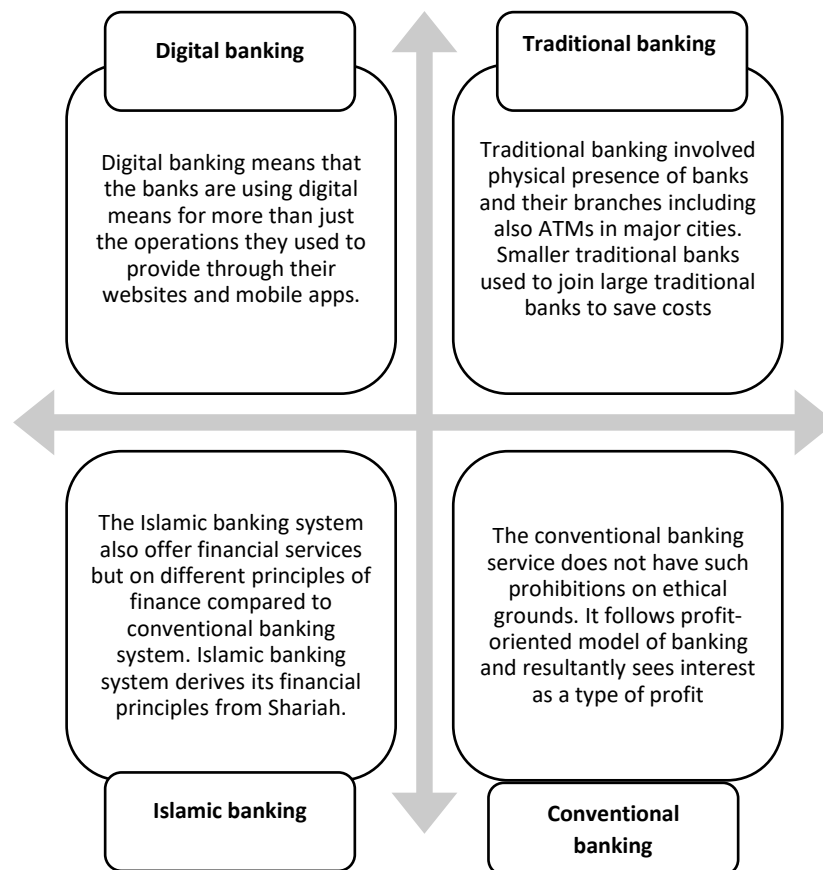 Digital banking
Digital banking means that
the banks are using digital
means for more than just
the operations they used to
provide through their
websites and mobile apps.
Traditional banking
Traditional banking involved
physical presence of banks
and their branches including
also ATMs in major cities.
Smaller traditional banks
used to join large traditional
banks to save costs
The Islamic banking system
also offer financial services
but on different principles of
finance compared to
conventional banking
system. Islamic banking
system derives its financial
principles from Shariah.
Islamic banking
The conventional banking
service does not have such
prohibitions on ethical
grounds. It follows profit-
oriented model of banking
and resultantly sees interest
as a type of profit
Conventional
banking